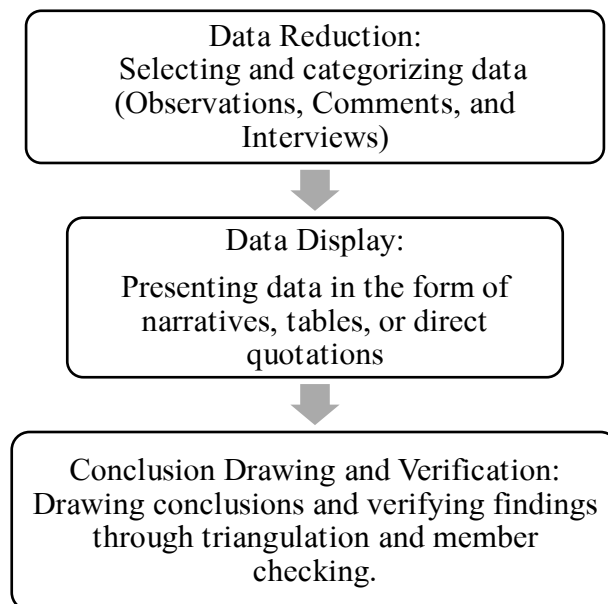 Data Reduction:
Selecting and categorizing data
(Observations, Comments, and
Interviews)
Data Display:
Presenting data in the form of
narratives, tables, or direct
quotations
Conclusion Drawing and Verification:
Drawing conclusions and verifying findings
through triangulation and member
checking.